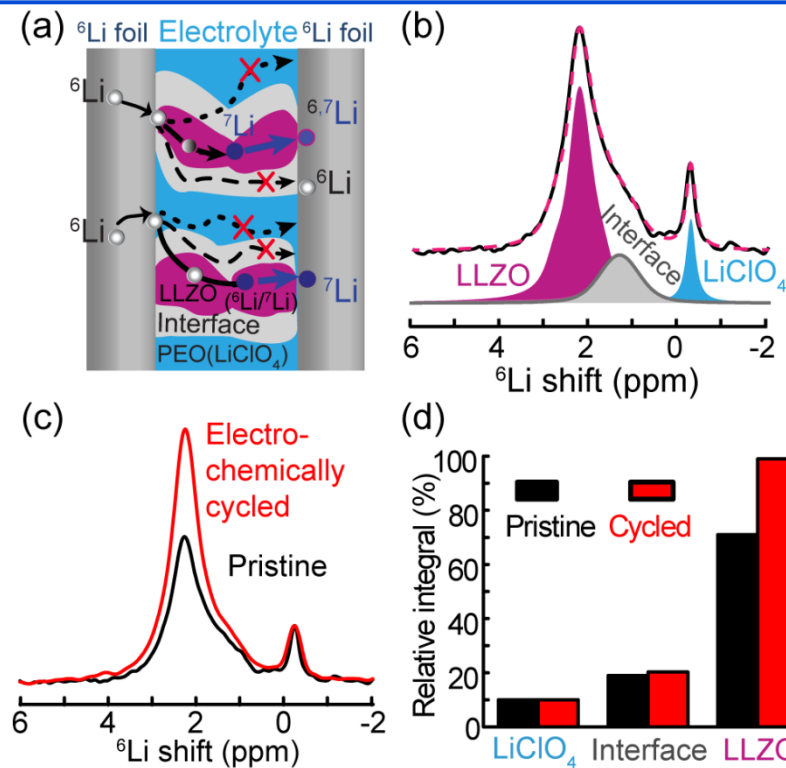 (a)
⁶Li foil Electrolyte ⁶Li foil
⁶Li
⁷Li
⁶,⁷Li
⁶Li
⁶Li
LLZO (⁶Li/⁷Li)
⁷Li
Interface
PEO(LiClO₄)
(b)
LLZO
Interface
LiClO₄
6 4 2 0 -2
⁶Li shift (ppm)
(c)
Electro-
chemically
cycled
Pristine
6 4 2 0 -2
⁶Li shift (ppm)
(d)
Relative integral (%)
100
80
60
40
20
0
Pristine Cycled
LiClO₄ Interface LLZO